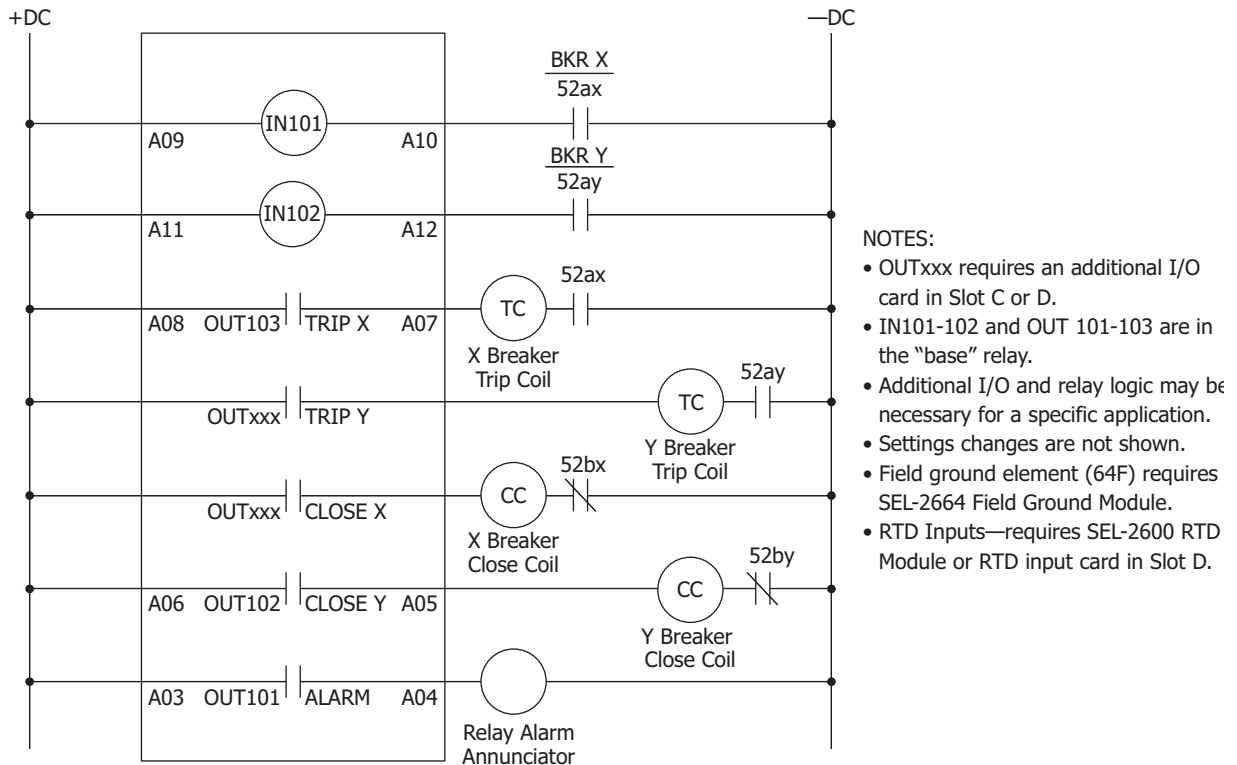 +DC
—DC
BKR X
52ax
IN101
A09
A10
BKR Y
52ay
IN102
A11
A12
52ax
TC
A08 OUT103 TRIP X A07
X Breaker
Trip Coil
52ay
TC
OUTxxx TRIP Y
Y Breaker
Trip Coil
52bx
CC
OUTxxx CLOSE X
X Breaker
Close Coil
52by
CC
A06 OUT102 CLOSE Y A05
Y Breaker
Close Coil
A03 OUT101 ALARM A04
Relay Alarm
Annunciator
NOTES:
• OUTxxx requires an additional I/O
card in Slot C or D.
• IN101-102 and OUT 101-103 are in
the “base” relay.
• Additional I/O and relay logic may be
necessary for a specific application.
• Settings changes are not shown.
• Field ground element (64F) requires
SEL-2664 Field Ground Module.
• RTD Inputs—requires SEL-2600 RTD
Module or RTD input card in Slot D.